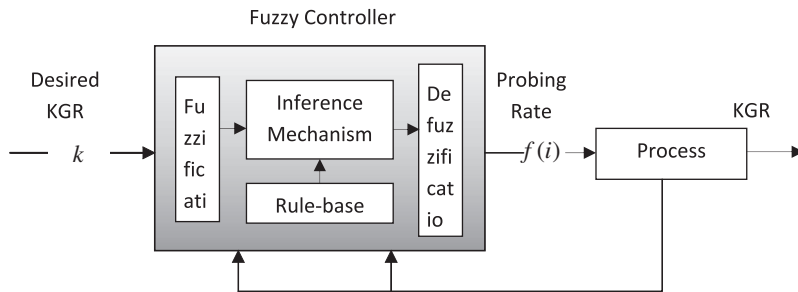 Fuzzy Controller
Desired
KGR
k
Fu
zzi
fic
ati
Inference
Mechanism
Rule-base
De
fuz
zifi
cat
io
Probing
Rate
f(i)
Process
KGR